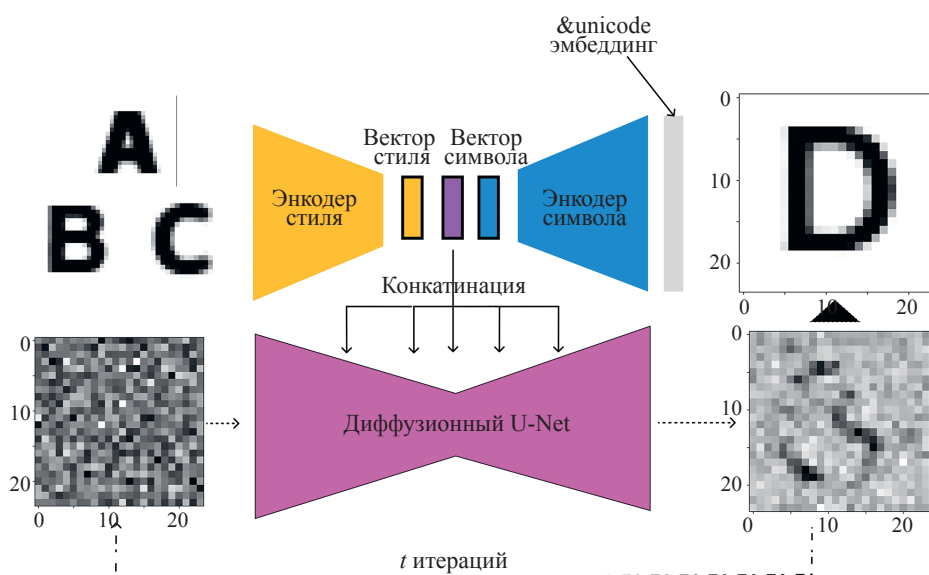 &unicode
эмбеддинг
A
B C
Энкодер
стиля
Вектор
стиля
Вектор
символа
Энкодер
символа
0
10
20
0 10 20
D
Конкатинация
0
10
20
0 20
Диффузионный U-Net
0
10
20
0 10 20
t итераций